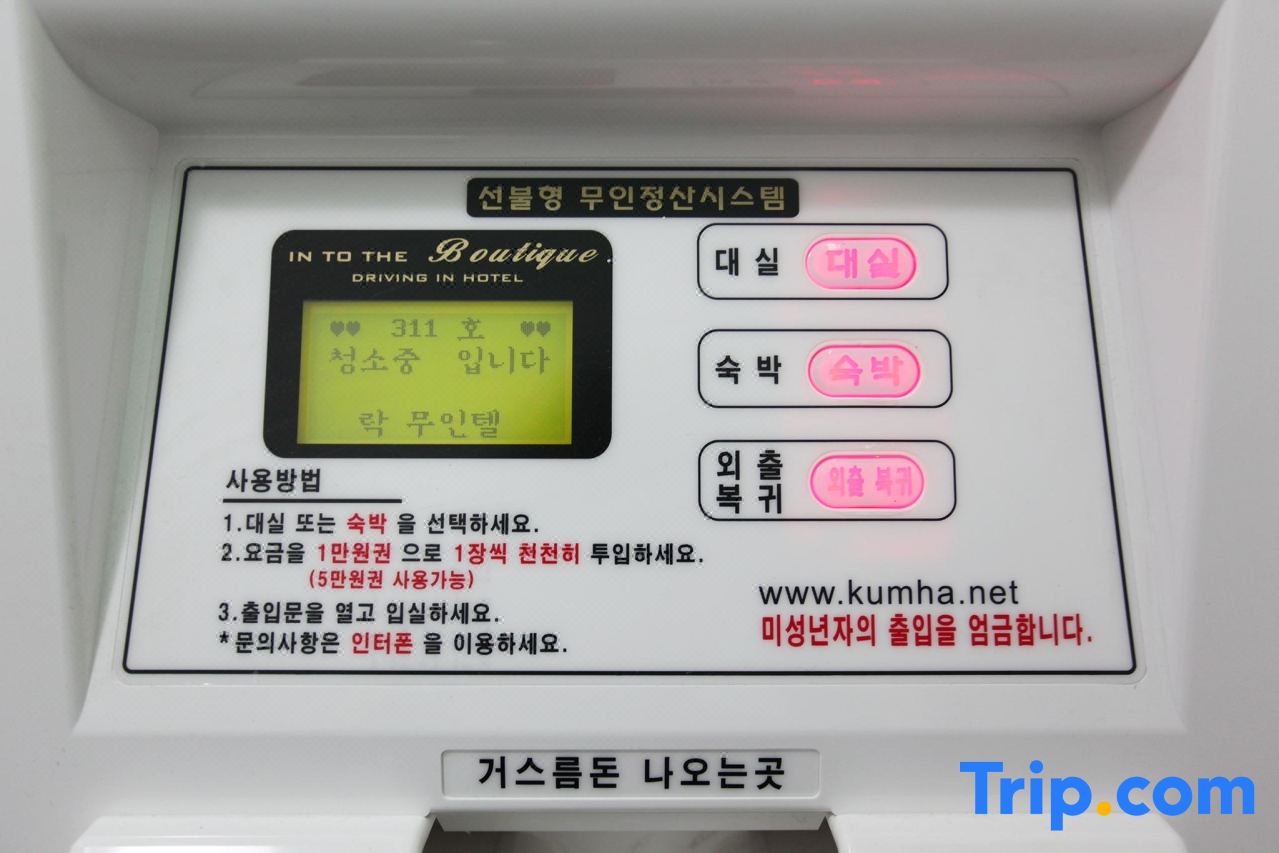 선불형 무인정산시스템
IN TO THE Boutique.
DRIVING IN HOTEL
♥♥ 311 호 ♥♥
청소중 입니다
락 무인텔
대 실 대실
숙 박 숙박
외 출
복 귀
외출 복귀
사용방법
1.대실 또는 숙박 을 선택하세요.
2.요금을 1만원권 으로 1장씩 천천히 투입하세요.
(5만원권 사용가능)
3.출입문을 열고 입실하세요.
*문의사항은 인터폰 을 이용하세요.
www.kumha.net
미성년자의 출입을 엄금합니다.
거스름돈 나오는곳
Trip.com